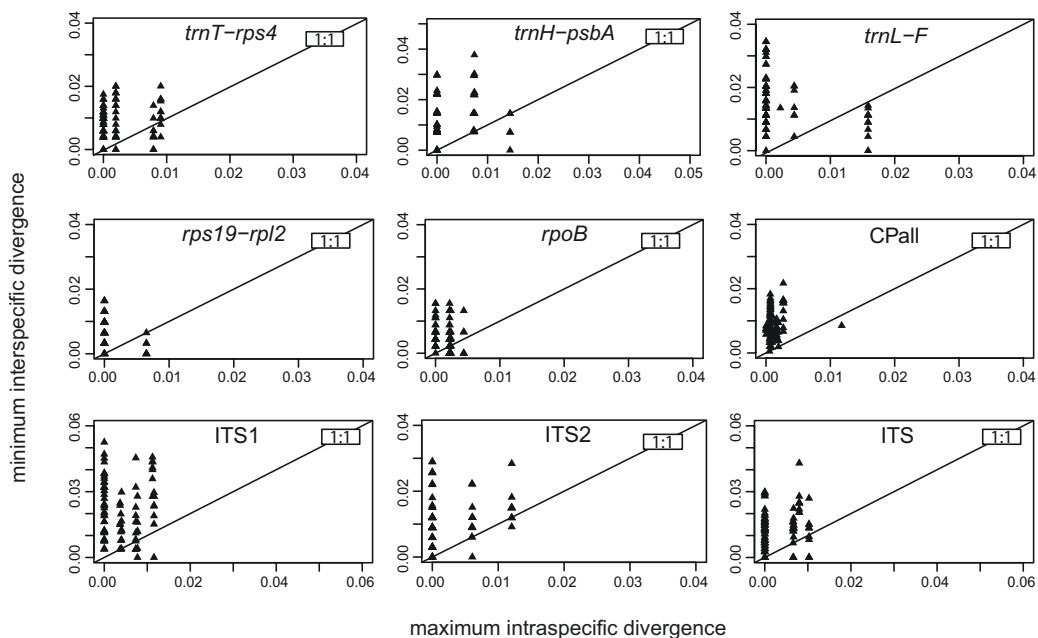 minimum interspecific divergence
trnT–rps4
1:1
0.04
0.02
0.00
0.00 0.01 0.02 0.03 0.04
trnH–psbA
1:1
0.04
0.02
0.00
0.00 0.01 0.02 0.03 0.04 0.05
trnL–F
1:1
0.04
0.02
0.00
0.00 0.01 0.02 0.03 0.04
rps19–rpl2
1:1
0.04
0.02
0.00
0.00 0.01 0.02 0.03 0.04
rpoB
1:1
0.04
0.02
0.00
0.00 0.01 0.02 0.03 0.04
CPall
1:1
0.04
0.02
0.00
0.00 0.01 0.02 0.03 0.04
ITS1
1:1
0.06
0.03
0.00
0.00 0.02 0.04 0.06
ITS2
1:1
0.04
0.02
0.00
0.00 0.01 0.02 0.03 0.04
ITS
1:1
0.06
0.03
0.00
0.00 0.02 0.04 0.06
maximum intraspecific divergence